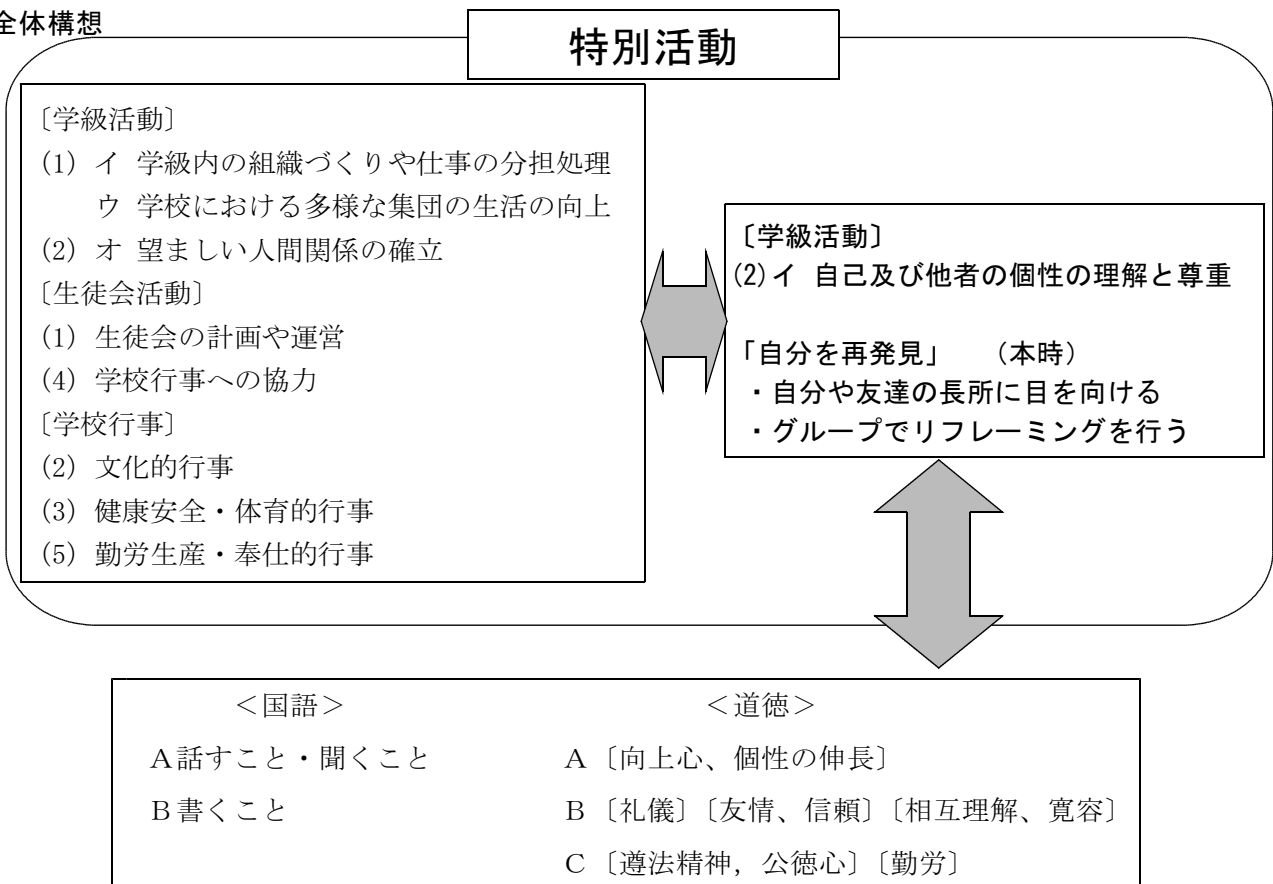 全体構想
特別活動
〔学級活動〕
(1) イ 学級内の組織づくりや仕事の分担処理
ウ 学校における多様な集団の生活の向上
(2) オ 望ましい人間関係の確立
〔生徒会活動〕
(1) 生徒会の計画や運営
(4) 学校行事への協力
〔学校行事〕
(2) 文化的行事
(3) 健康安全・体育的行事
(5) 勤労生産・奉仕的行事
〔学級活動〕
(2)イ 自己及び他者の個性の理解と尊重
「自分を再発見」 (本時)
・自分や友達の長所に目を向ける
・グループでリフレーミングを行う
<国語>
A話すこと・聞くこと
B書くこと
<道徳>
A 〔向上心、個性の伸長〕
B 〔礼儀〕〔友情、信頼〕〔相互理解、寛容〕
C 〔遵法精神，公徳心〕〔勤労〕